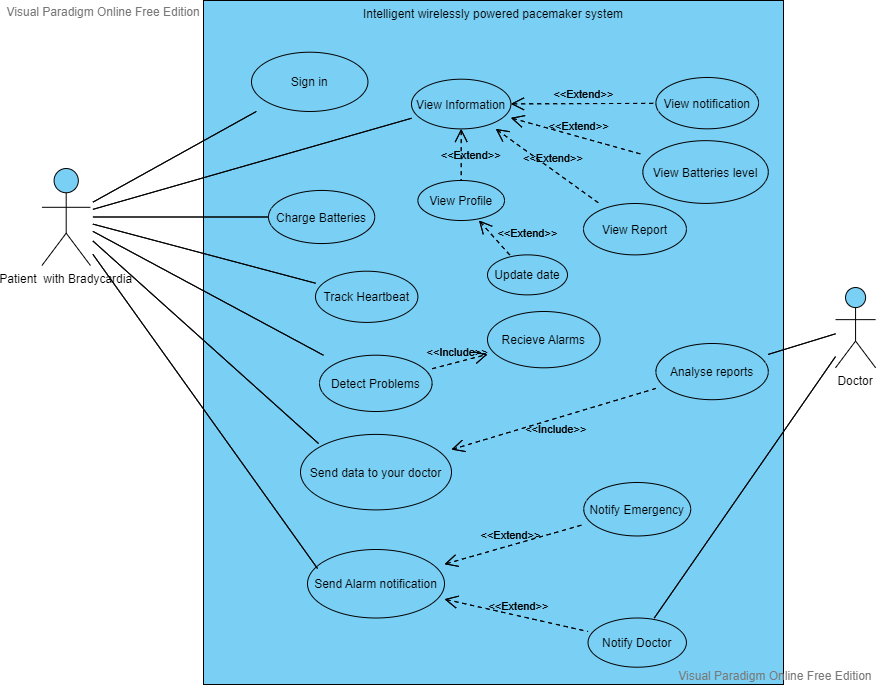 Visual Paradigm Online Free Edition
Intelligent wirelessly powered pacemaker system
Sign in
View Information
<<Extend>>
View notification
<<Extend>>
<<Extend>>
<<Extend>>
View Batteries level
View Profile
Charge Batteries
<<Extend>>
View Report
Patient with Bradycardia
Update date
Track Heartbeat
Recieve Alarms
<<Include>>
Analyse reports
Doctor
Detect Problems
<<Include>>
Send data to your doctor
Notify Emergency
<<Extend>>
Send Alarm notification
<<Extend>>
Notify Doctor
Visual Paradigm Online Free Edition